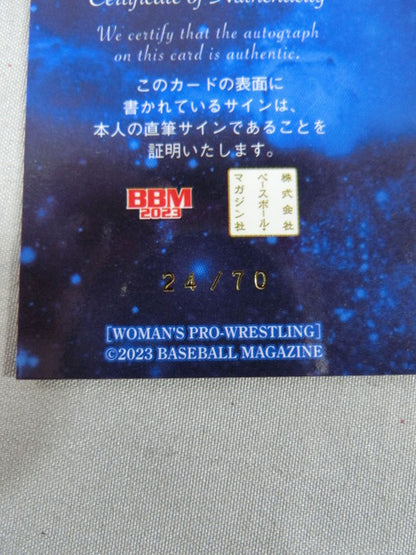 Certificate of Authenticity
We certify that the autograph
on this card is authentic.
このカードの表面に
書かれているサインは、
本人の直筆サインであることを
証明いたします。
BBM
2023
株式会社
ベースボール・
マガジン社
24/70
[WOMAN'S PRO-WRESTLING]
©2023 BASEBALL MAGAZINE